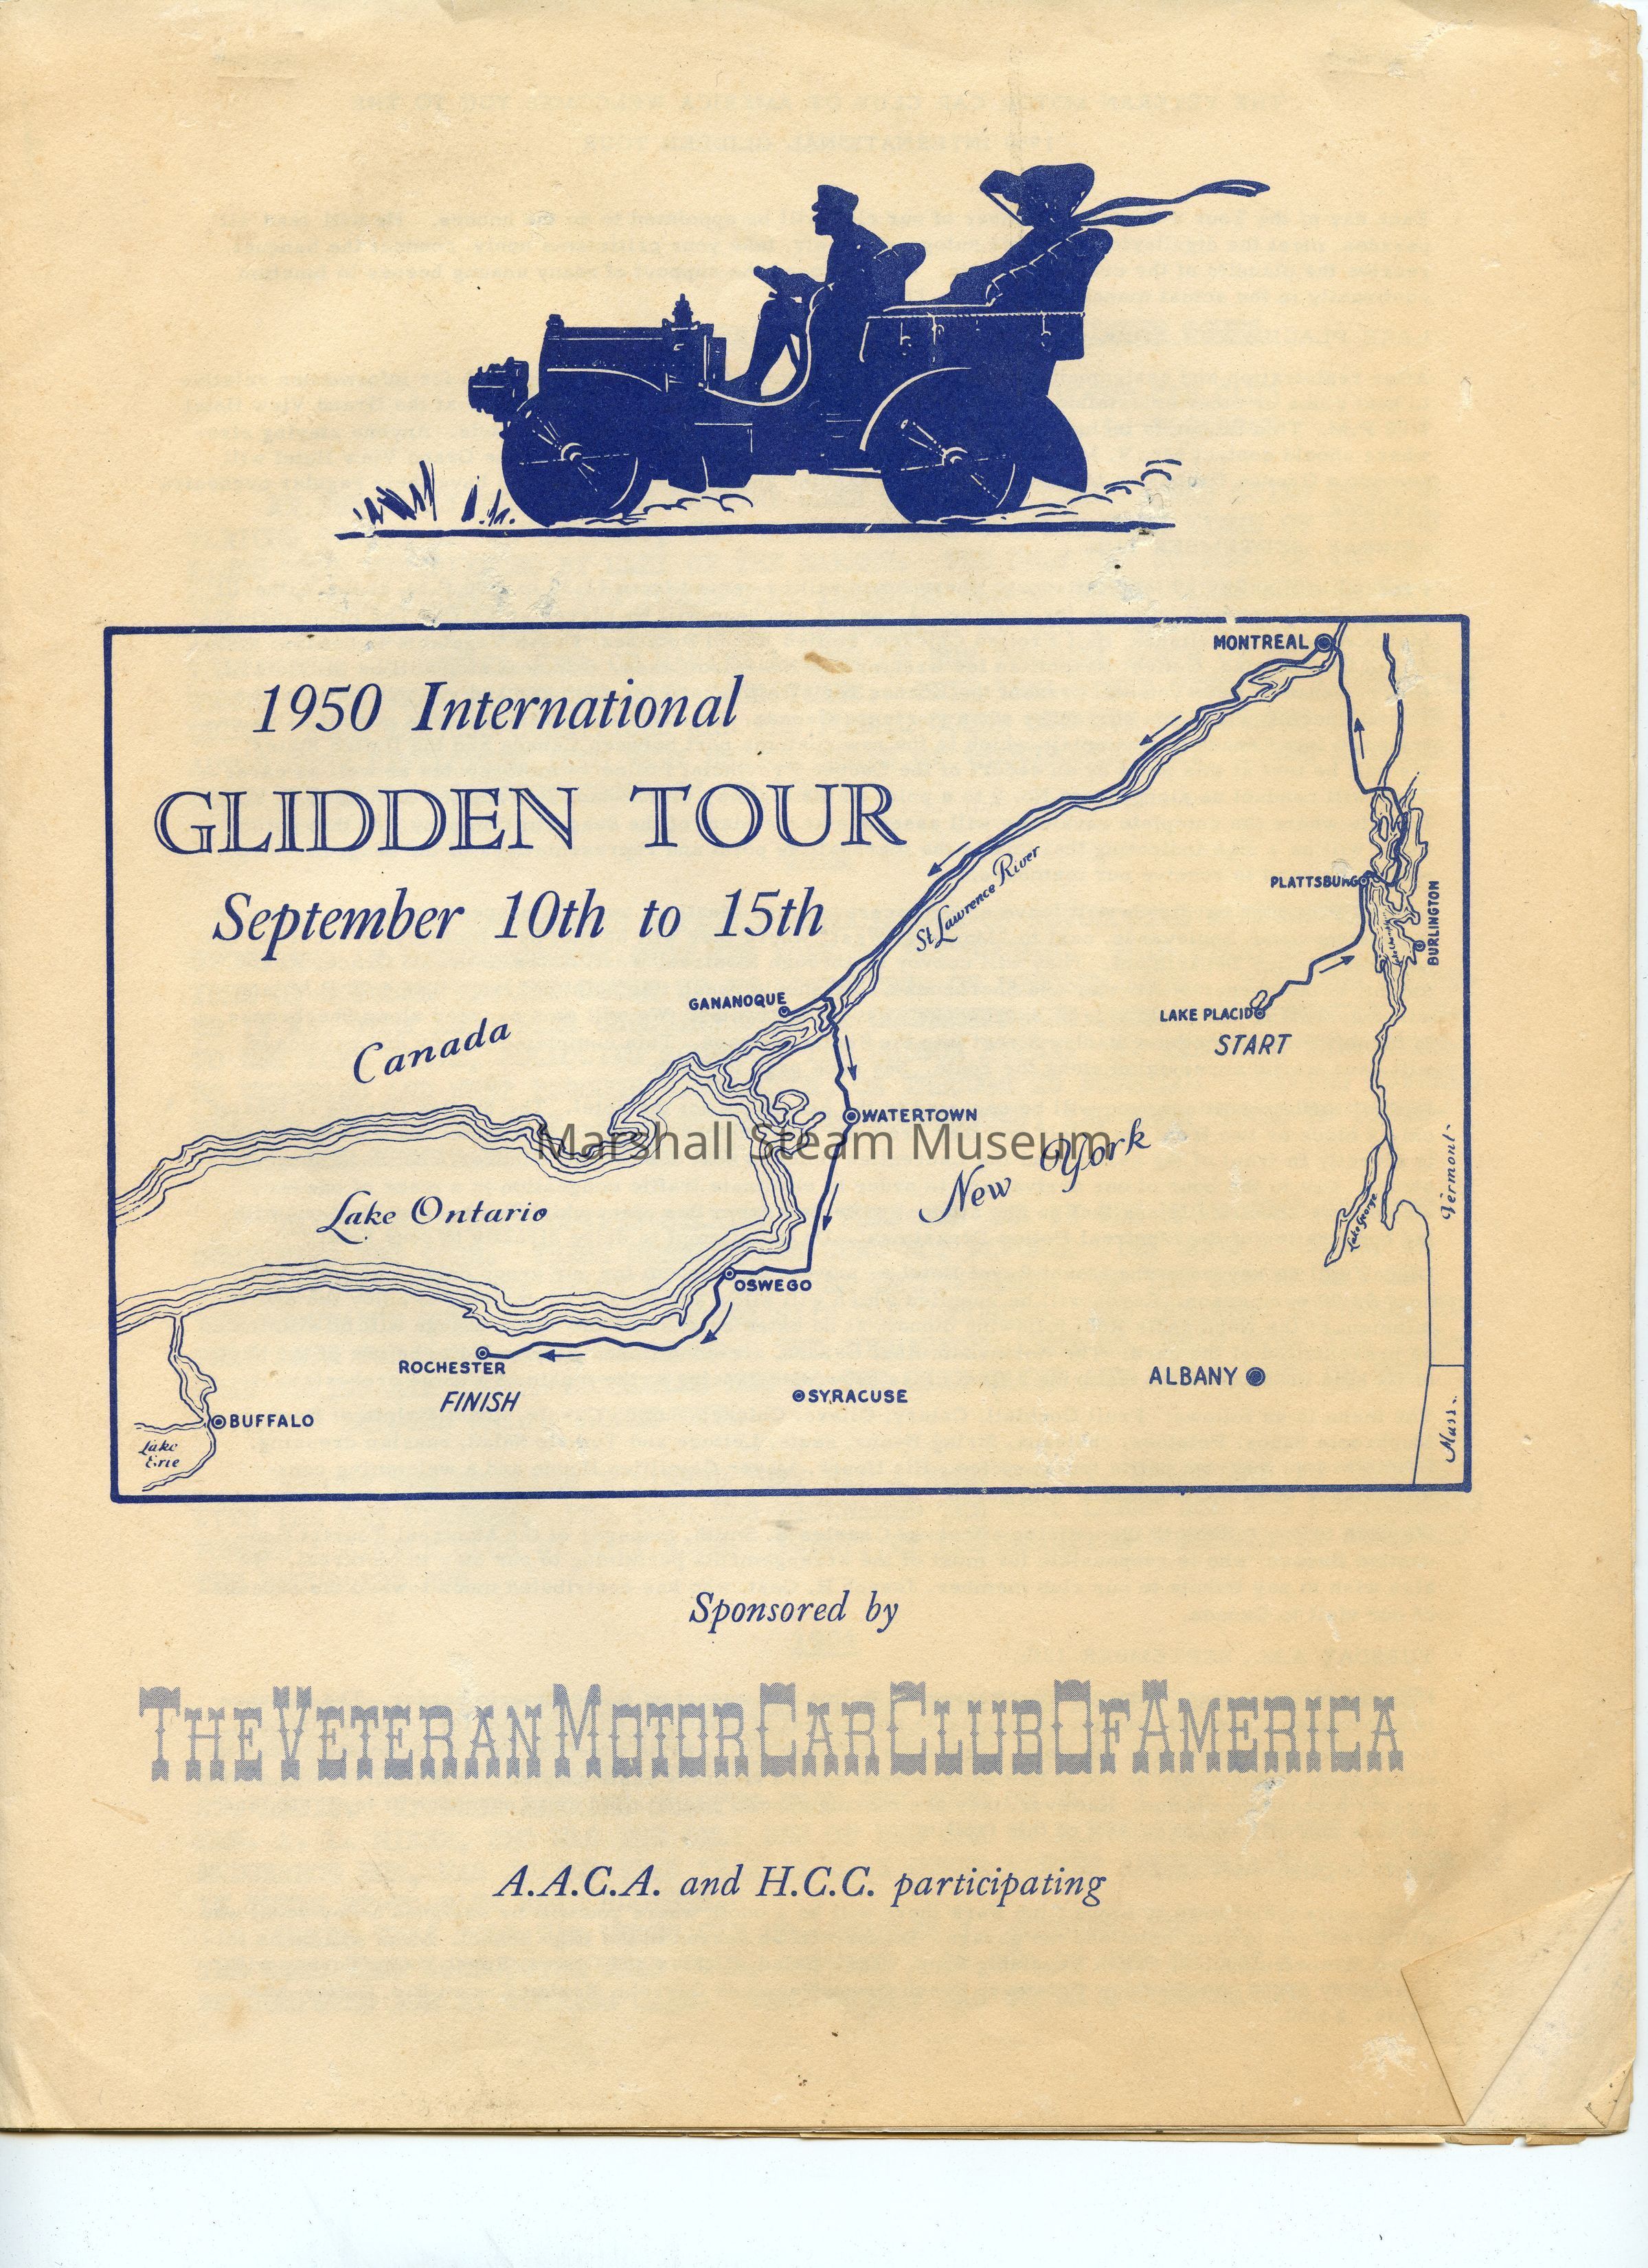 1950 International
GLIDDEN TOUR
September 10th to 15th
MONTREAL
St Lawrence River
PLATTSBURG
BURLINGTON
GANANOQUE
LAKE PLACID
START
Canada
WATERTOWN
Marshall Steam Museum
New York
Vermont
Lake Ontario
Lake George
OSWEGO
ROCHESTER
FINISH
ALBANY
SYRACUSE
BUFFALO
Lake
Erie
Mass.
Sponsored by
THE VETERAN MOTOR CAR CLUB OF AMERICA
A.A.C.A. and H.C.C. participating